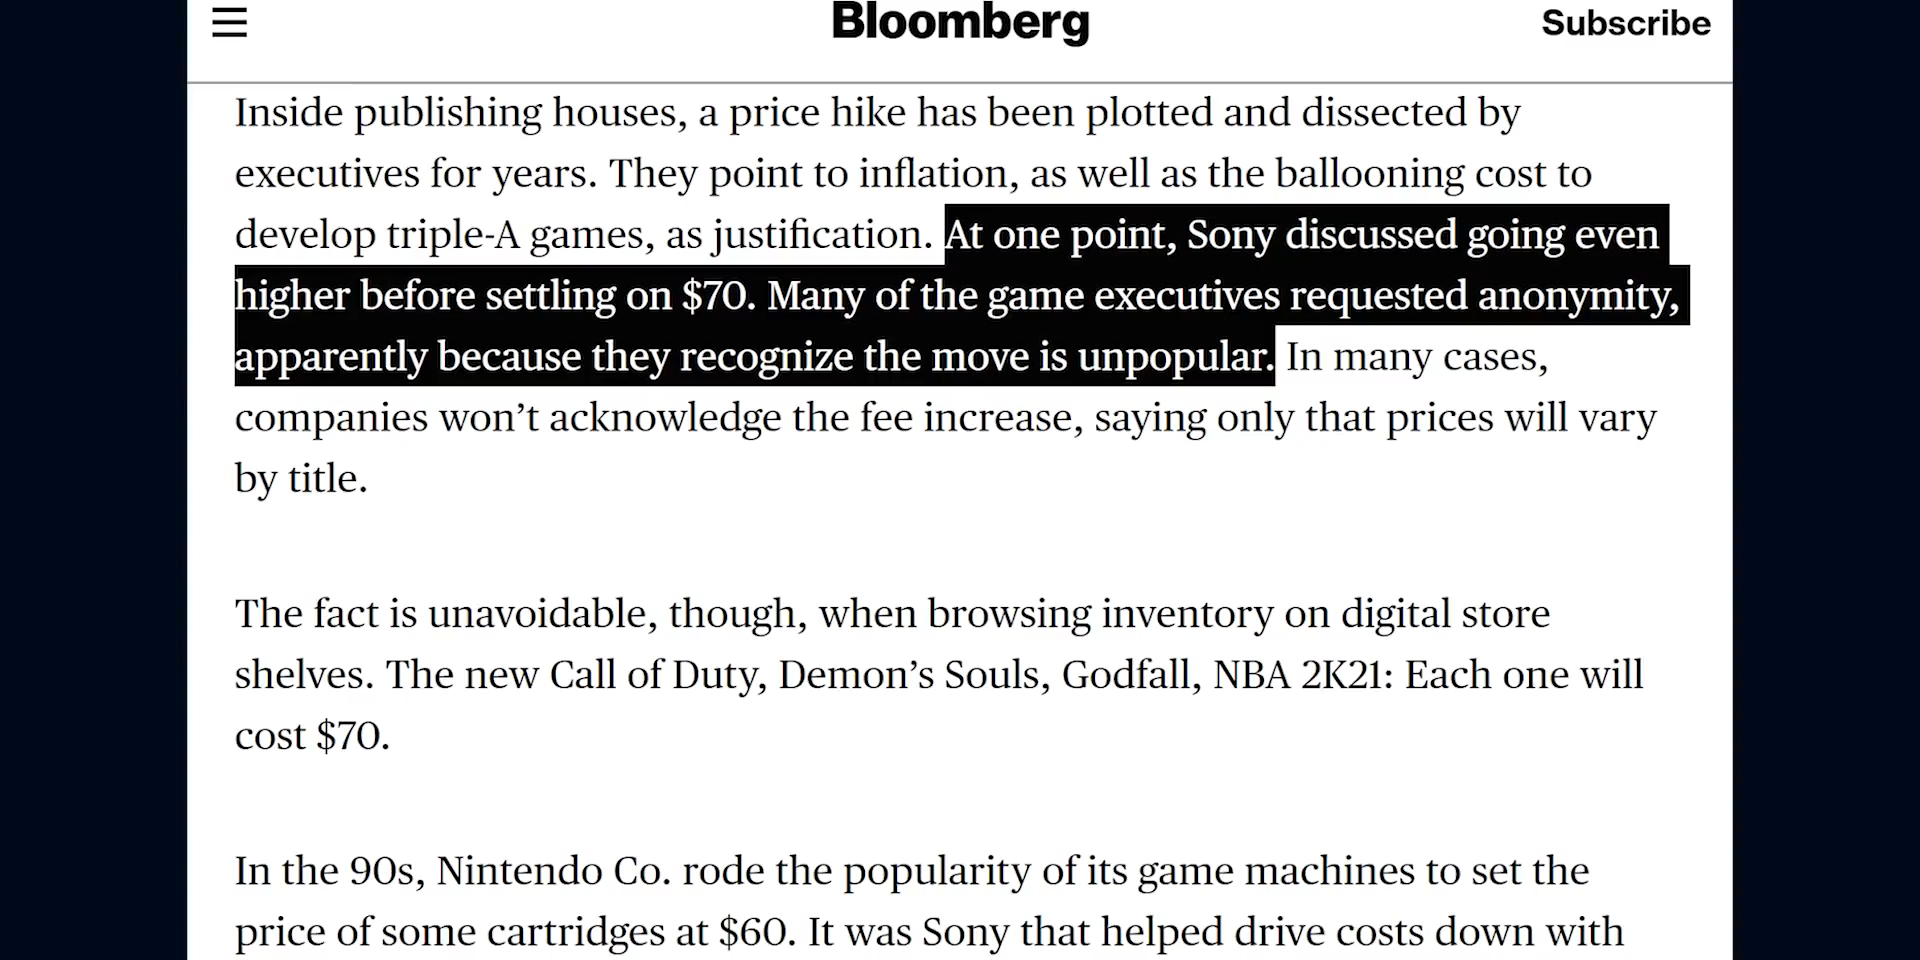 Bloomberg
Subscribe
Inside publishing houses, a price hike has been plotted and dissected by
executives for years. They point to inflation, as well as the ballooning cost to
develop triple-A games, as justification. At one point, Sony discussed going even
higher before settling on $70. Many of the game executives requested anonymity,
apparently because they recognize the move is unpopular. In many cases,
companies won’t acknowledge the fee increase, saying only that prices will vary
by title.
The fact is unavoidable, though, when browsing inventory on digital store
shelves. The new Call of Duty, Demon’s Souls, Godfall, NBA 2K21: Each one will
cost $70.
In the 90s, Nintendo Co. rode the popularity of its game machines to set the
price of some cartridges at $60. It was Sony that helped drive costs down with